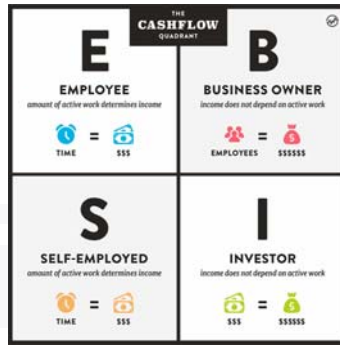 THE
CASHFLOW
QUADRANT
E
EMPLOYEE
amount of active work determines income
=
TIME $$$
B
BUSINESS OWNER
income does not depend on active work
=
$
EMPLOYEES $$$$$$
S
SELF-EMPLOYED
amount of active work determines income
=
TIME $$$
I
INVESTOR
income does not depend on active work
=
$
$$$ $$$$$$